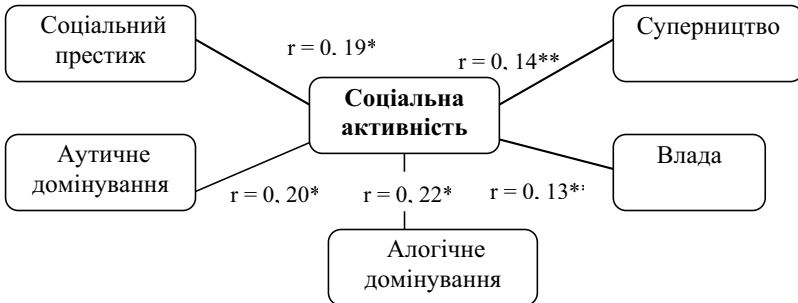 Соціальний
престиж
Суперництво
r = 0, 19*
r = 0, 14**
Соціальна
активність
Аутичне
домінування
Влада
r = 0, 20*
r = 0, 22*
r = 0, 13**
Алогічне
домінування